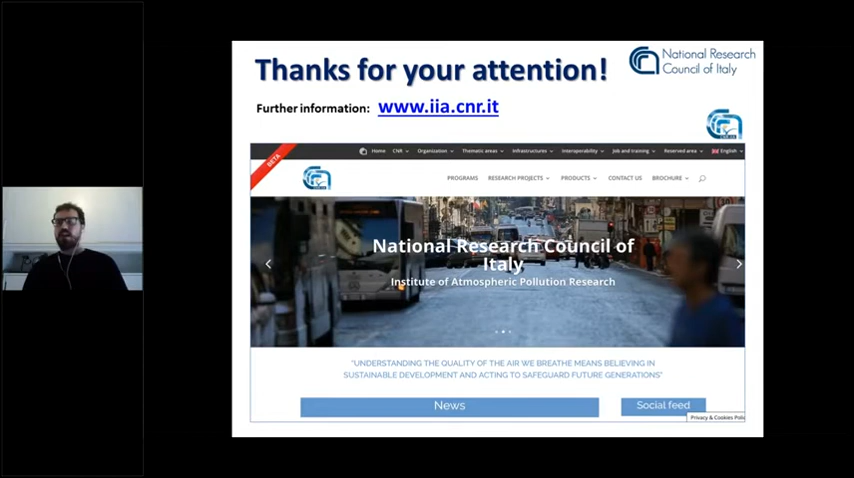 Thanks for your attention!
National Research
Council of Italy
Further information: www.iia.cnr.it
BETA
Home CNR Organization Thematic areas Infrastructures Interoperability Job and training Reserved area English
PROGRAMS RESEARCH PROJECTS PRODUCTS CONTACT US BROCHURE
National Research Council of
Italy
Institute of Atmospheric Pollution Research
"UNDERSTANDING THE QUALITY OF THE AIR WE BREATHE MEANS BELIEVING IN
SUSTAINABLE DEVELOPMENT AND ACTING TO SAFEGUARD FUTURE GENERATIONS"
News
Social feed
Privacy & Cookies Polic